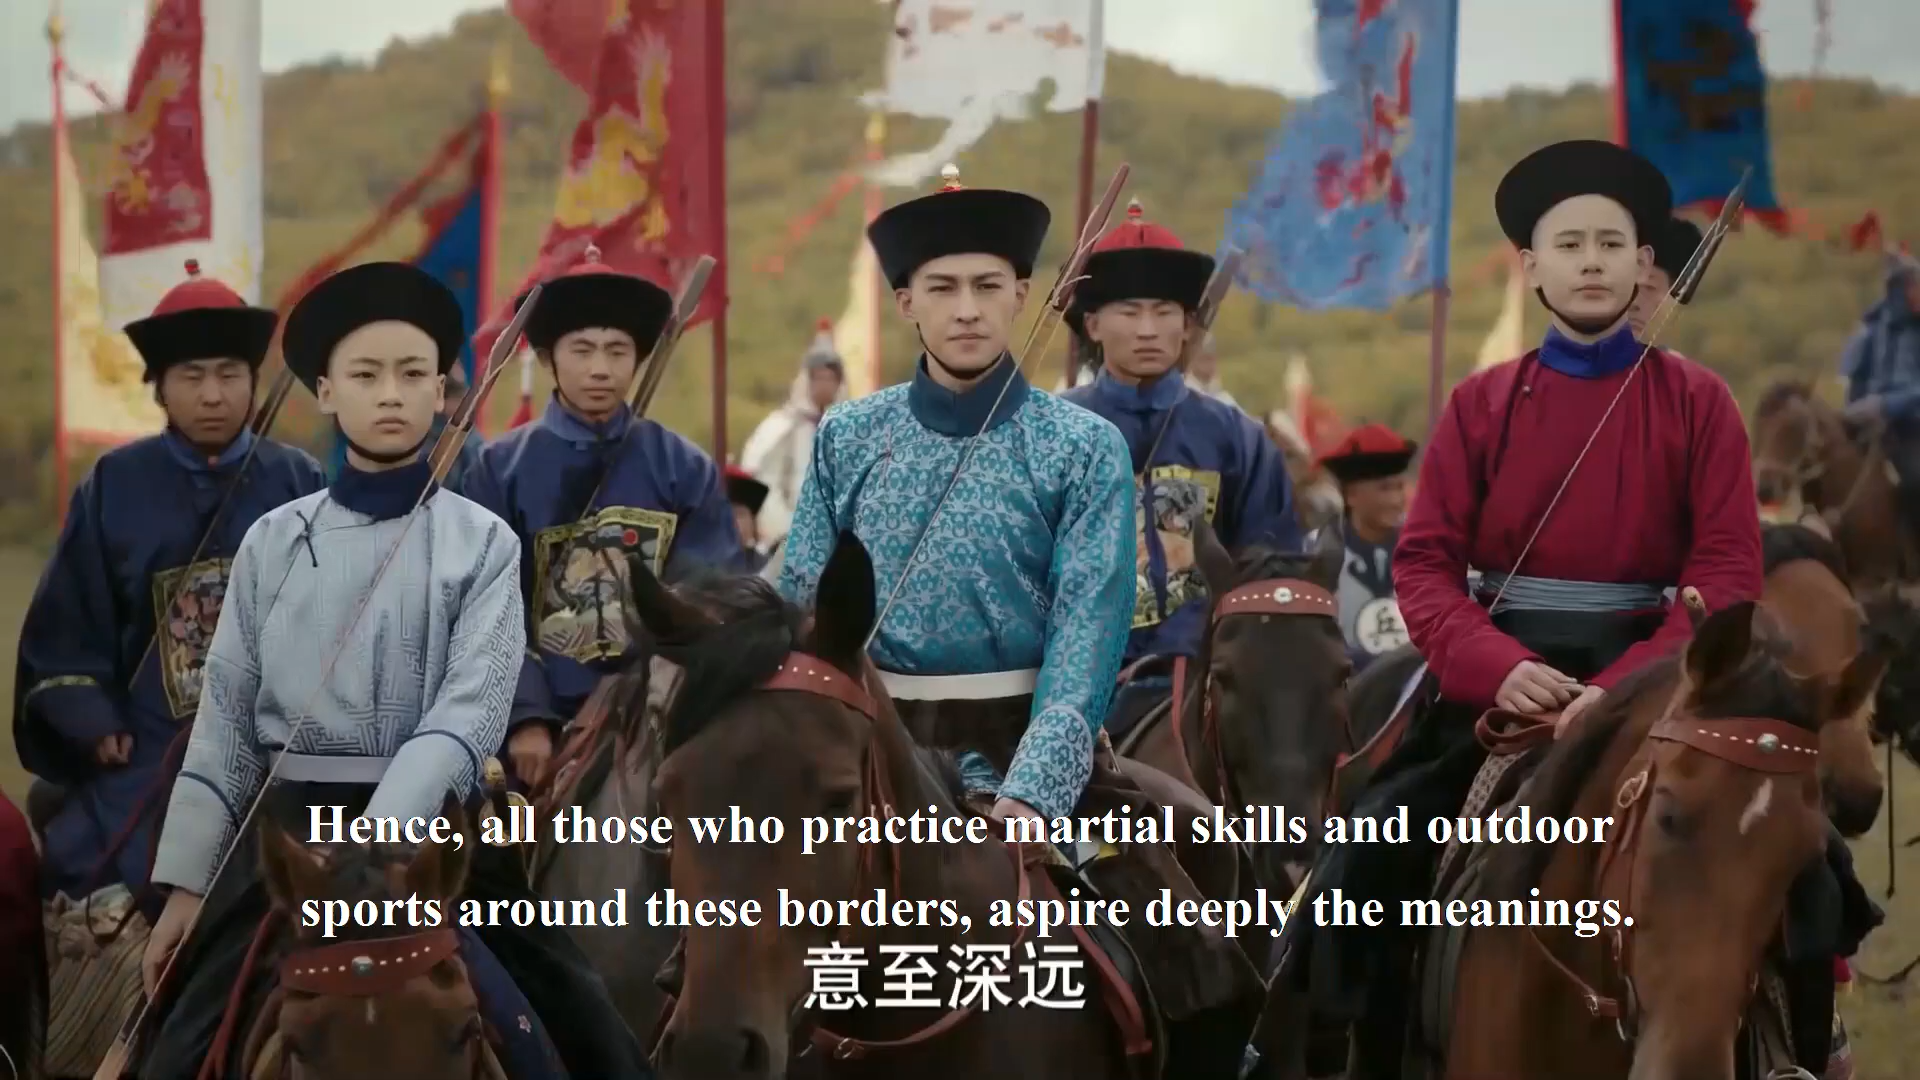 兵
Hence, all those who practice martial skills and outdoor
sports around these borders, aspire deeply the meanings.
意至深远